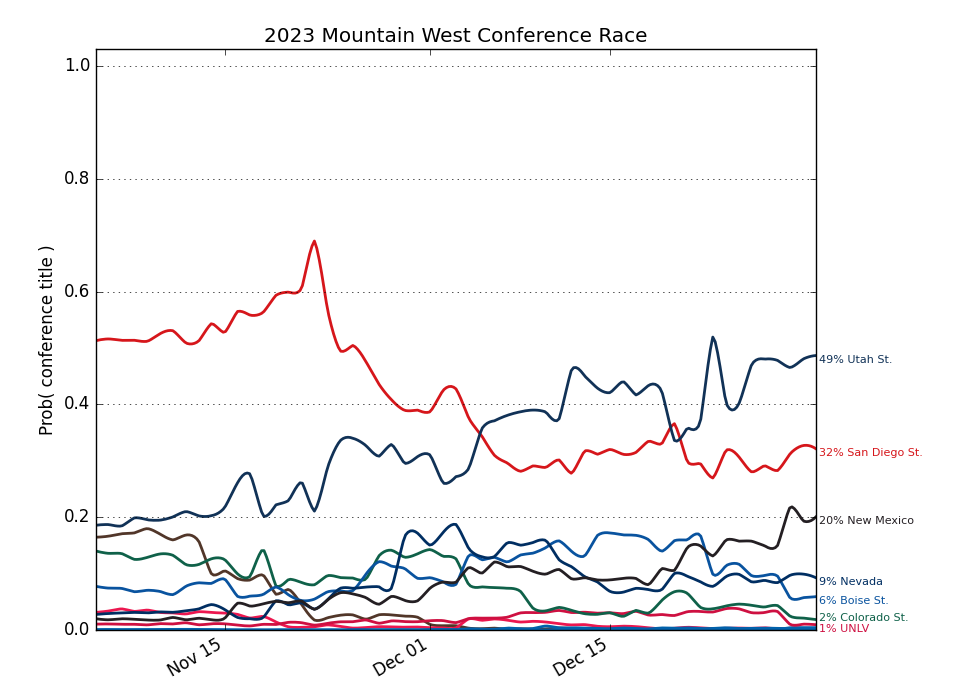 2023 Mountain West Conference Race
1.0
0.8
0.6
0.4
0.2
0.0
Prob( conference title )
Nov 15
Dec 01
Dec 15
49% Utah St.
32% San Diego St.
20% New Mexico
9% Nevada
6% Boise St.
2% Colorado St.
1% UNLV